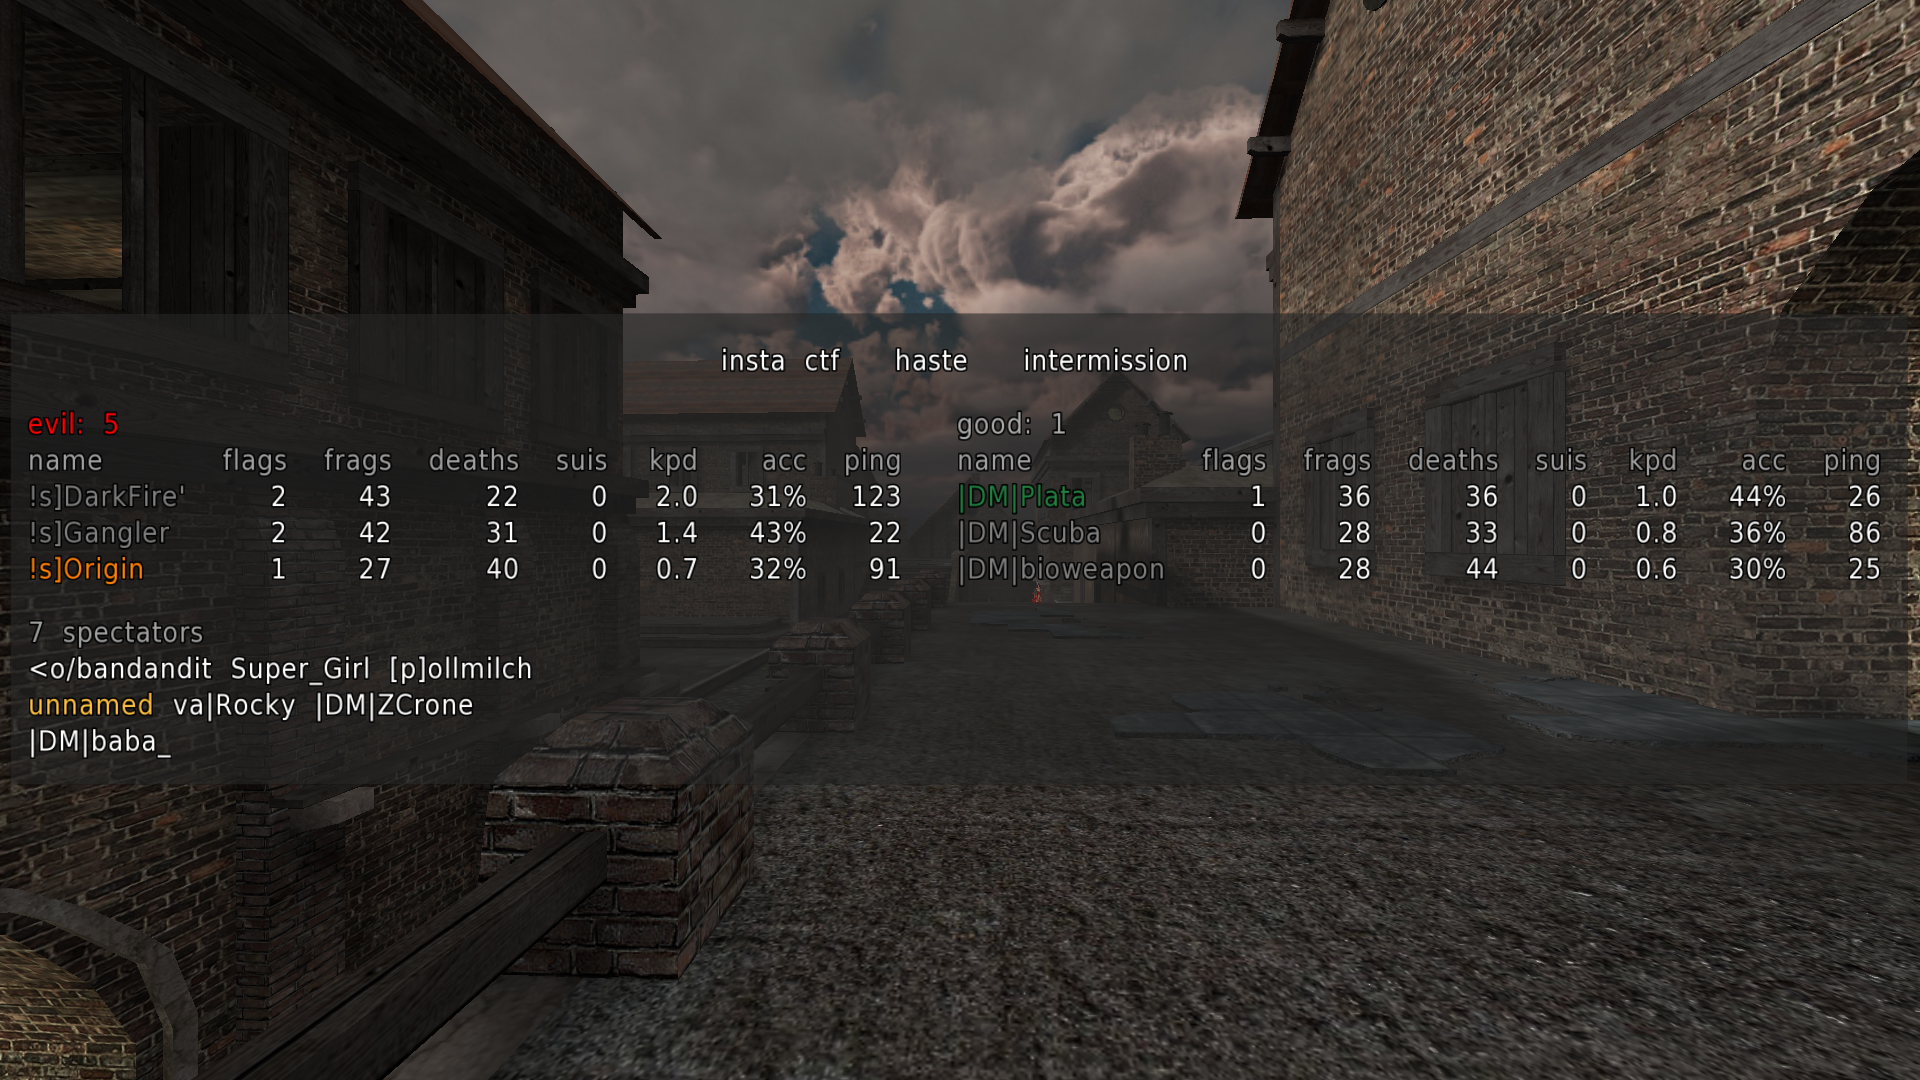 insta ctf haste intermission
evil: 5
name flags frags deaths suis kpd acc ping
!s]DarkFire' 2 43 22 0 2.0 31% 123
!s]Gangler 2 42 31 0 1.4 43% 22
!s]Origin 1 27 40 0 0.7 32% 91
good: 1
name flags frags deaths suis kpd acc ping
|DM|Plata 1 36 36 0 1.0 44% 26
|DM|Scuba 0 28 33 0 0.8 36% 86
|DM|bioweapon 0 28 44 0 0.6 30% 25
7 spectators
<o/bandandit Super_Girl [p]ollmilch
unnamed va|Rocky |DM|ZCrone
|DM|baba_